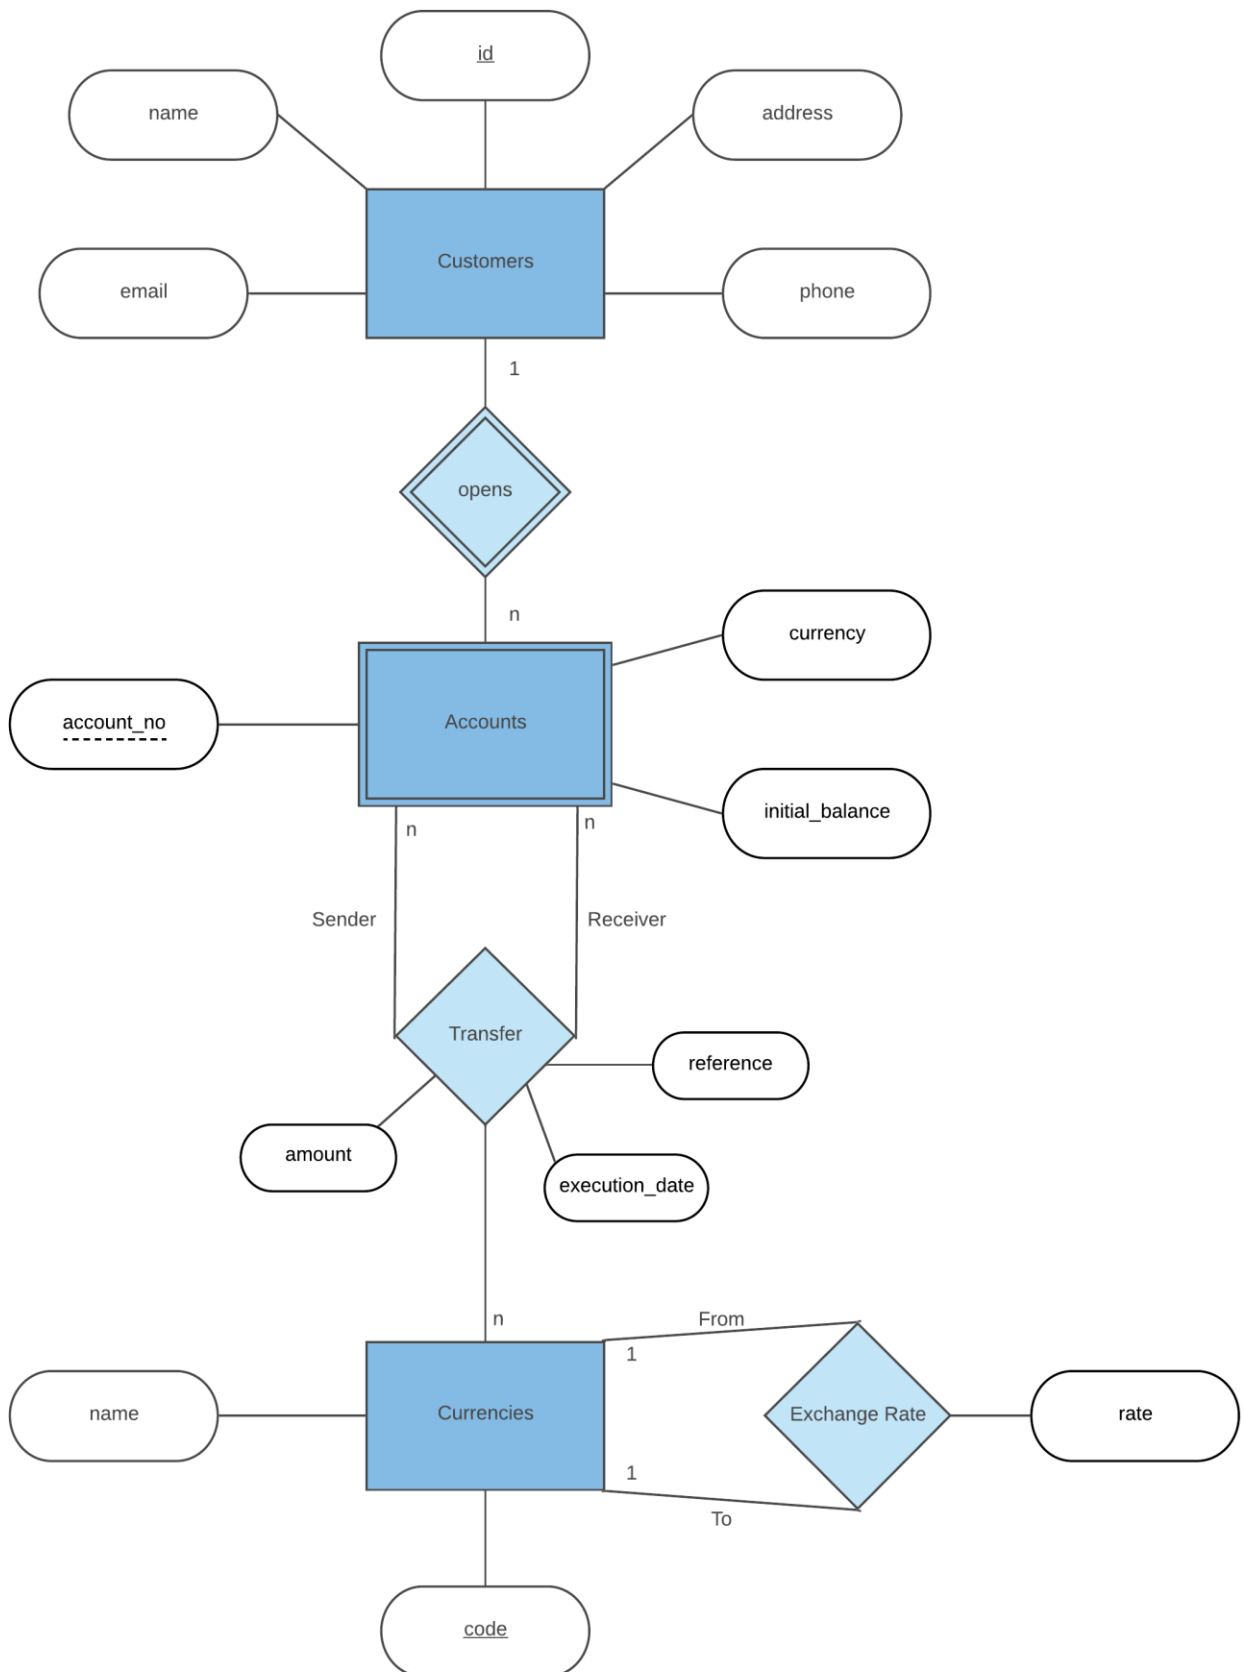 id
name
address
Customers
email
phone
1
opens
n
currency
account_no
Accounts
initial_balance
n
n
Sender
Receiver
Transfer
reference
amount
execution_date
n
From
1
name
Currencies
Exchange Rate
rate
1
To
code